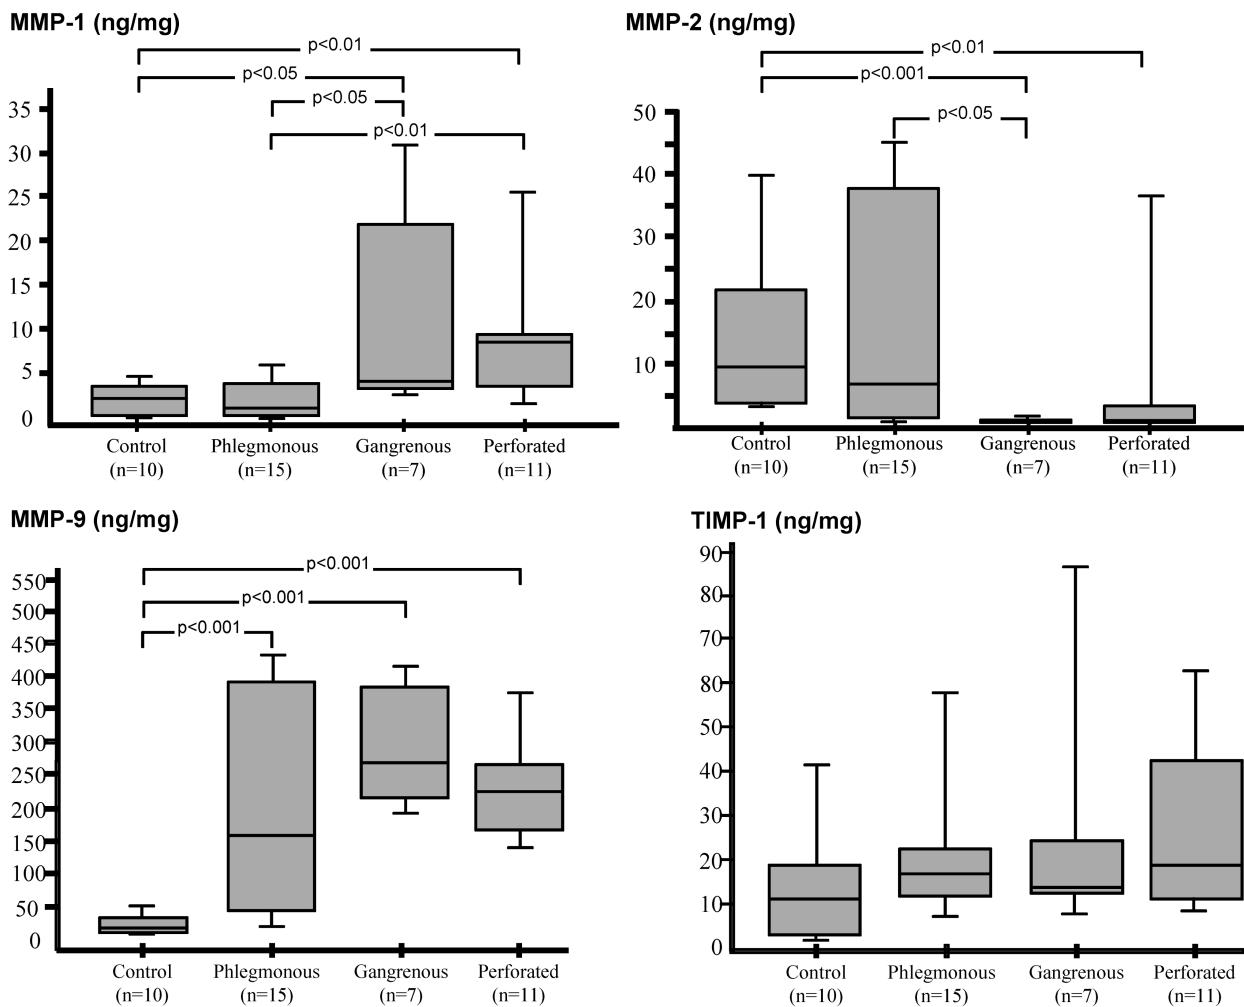 MMP-1 (ng/mg)
p<0.01
p<0.05
p<0.05
p<0.01
35
30
25
20
15
10
5
0
Control
(n=10)
Phlegmonous
(n=15)
Gangrenous
(n=7)
Perforated
(n=11)
MMP-2 (ng/mg)
p<0.01
p<0.001
p<0.05
50
40
30
20
10
Control
(n=10)
Phlegmonous
(n=15)
Gangrenous
(n=7)
Perforated
(n=11)
MMP-9 (ng/mg)
p<0.001
p<0.001
p<0.001
550
500
450
400
350
300
250
200
150
100
50
0
Control
(n=10)
Phlegmonous
(n=15)
Gangrenous
(n=7)
Perforated
(n=11)
TIMP-1 (ng/mg)
90
80
70
80
50
40
30
20
10
0
Control
(n=10)
Phlegmonous
(n=15)
Gangrenous
(n=7)
Perforated
(n=11)